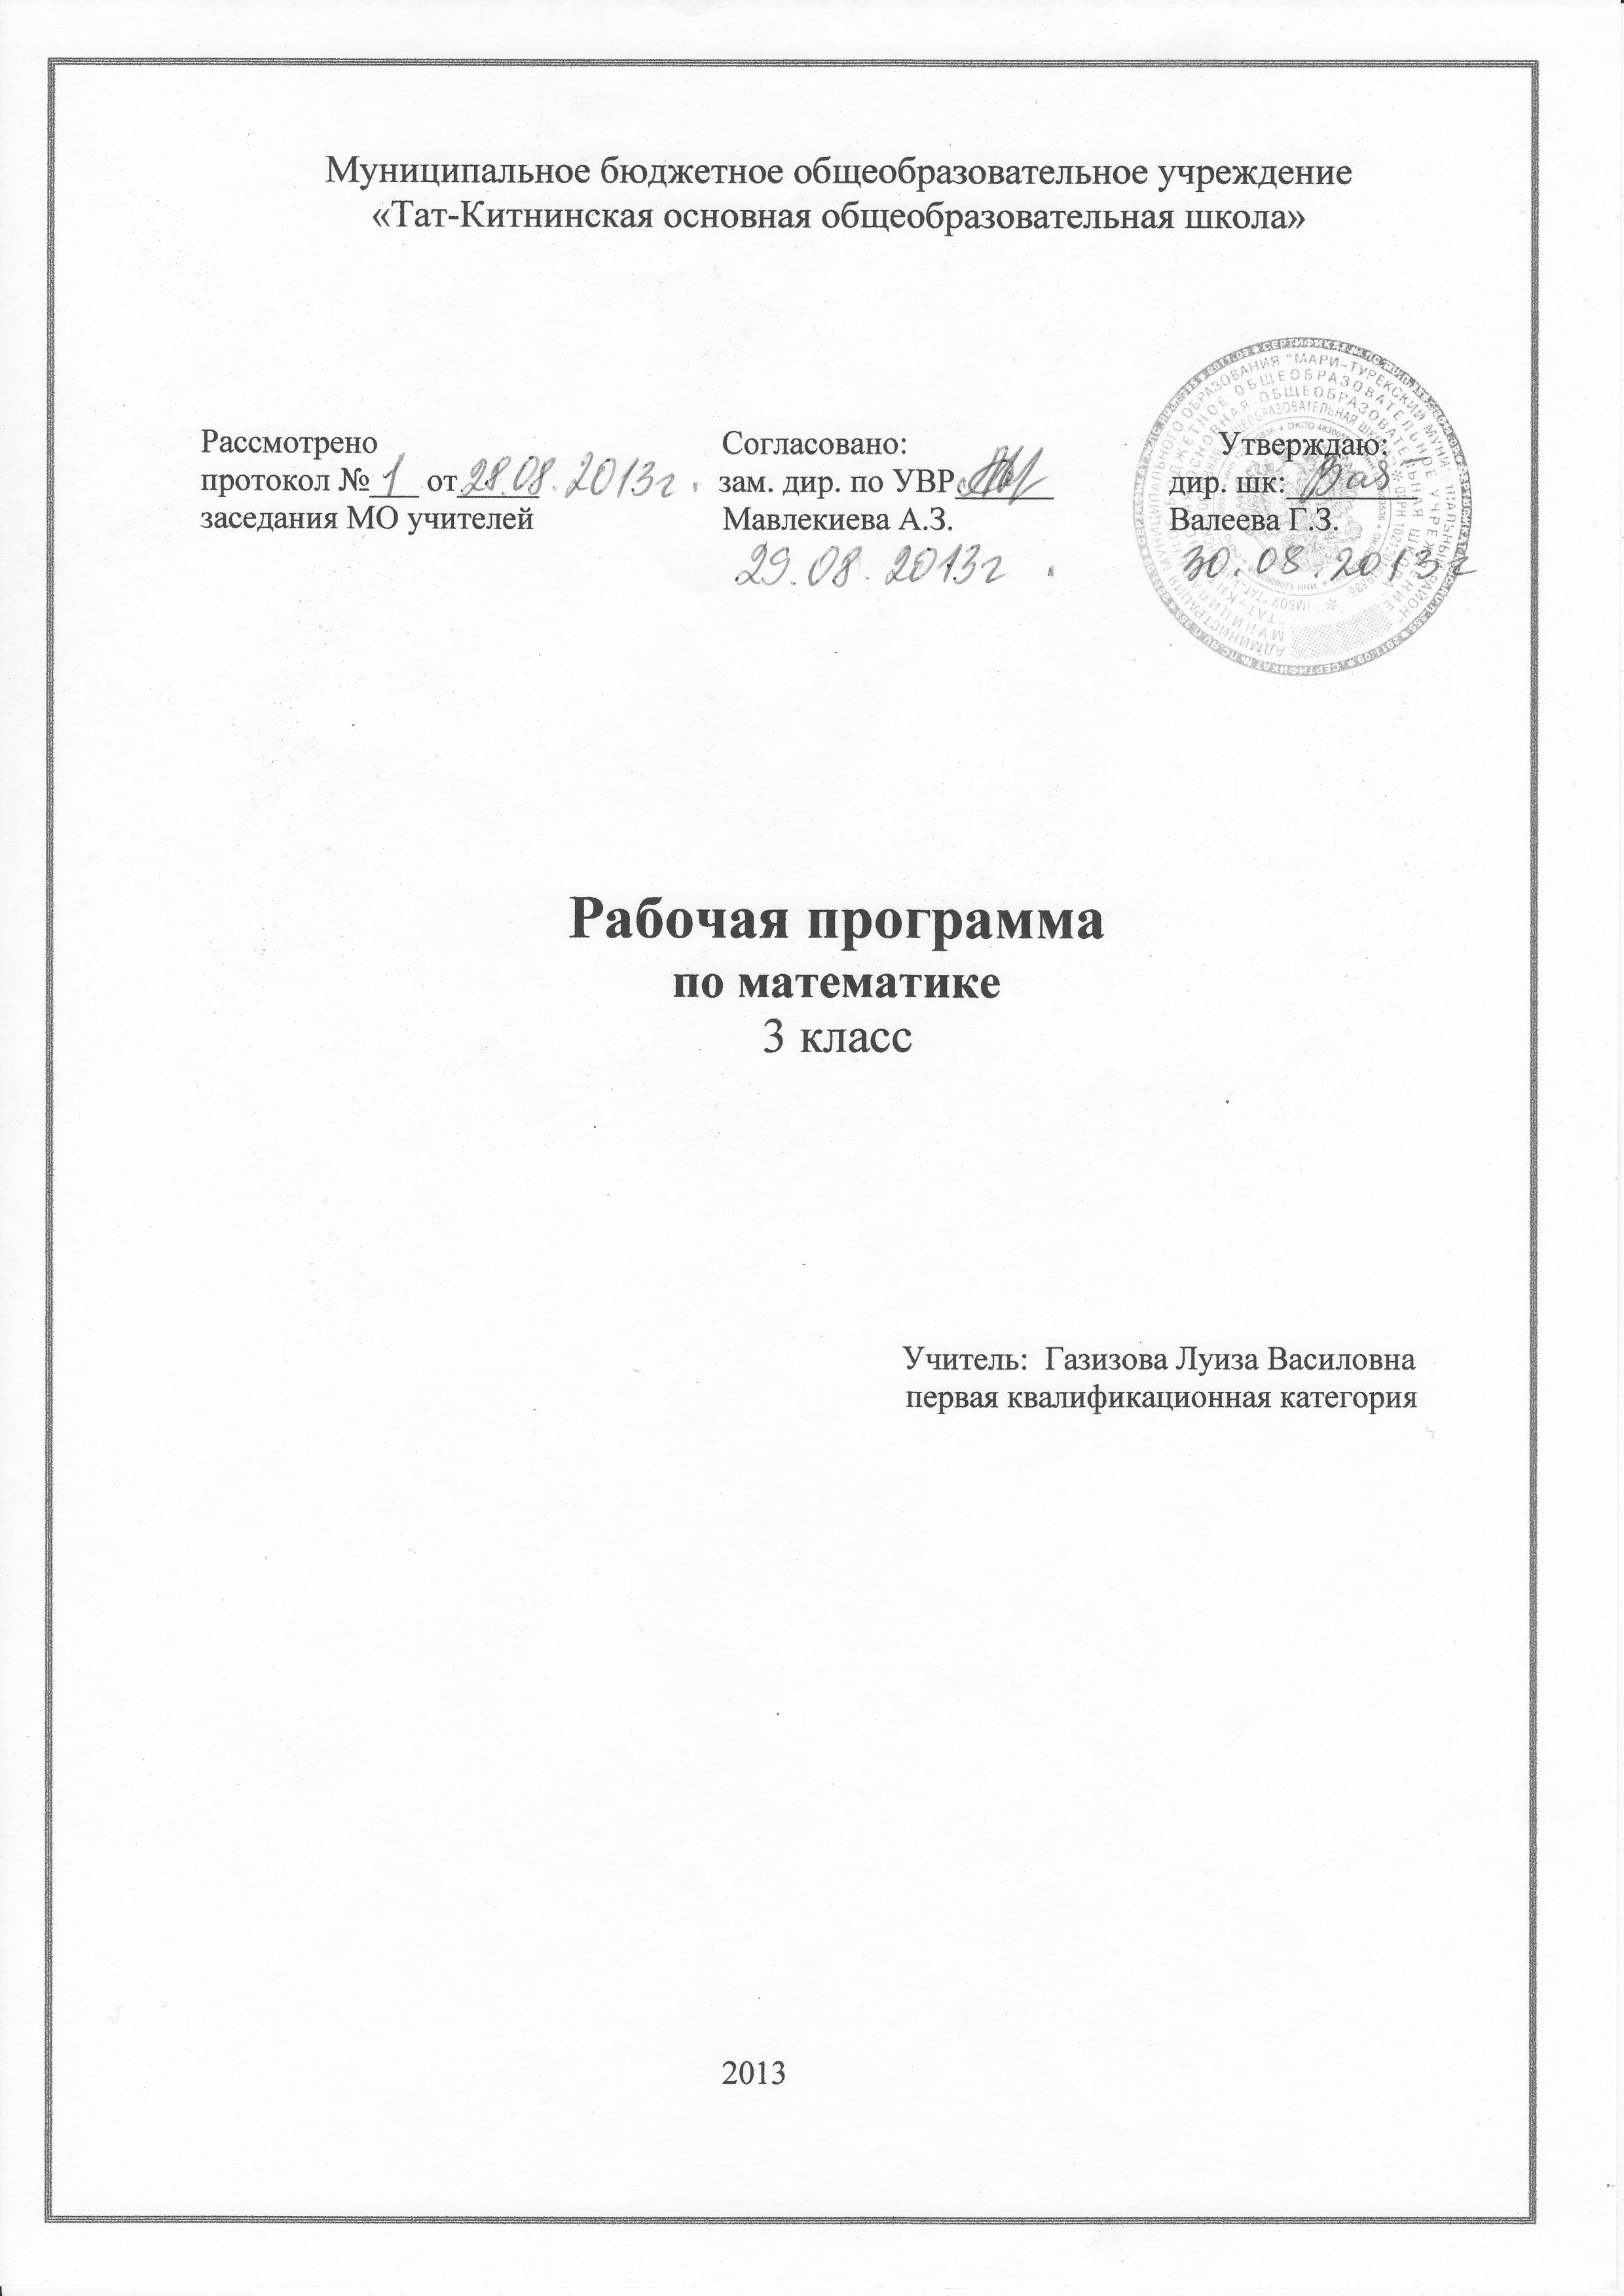 Муниципальное бюджетное общеобразовательное учреждение
«Тат-Китнинская основная общеобразовательная школа»
Рассмотрено
протокол № 1 от 28.08.2013г.
заседания МО учителей
Согласовано:
зам. дир. по УВР
Мавлекиева А.З.
29.08.2013г.
Утверждаю:
дир. шк:
Валеева Г.З.
30.08.2013г
Рабочая программа
по математике
3 класс
Учитель:  Газизова Луиза Василовна
первая квалификационная категория
2013